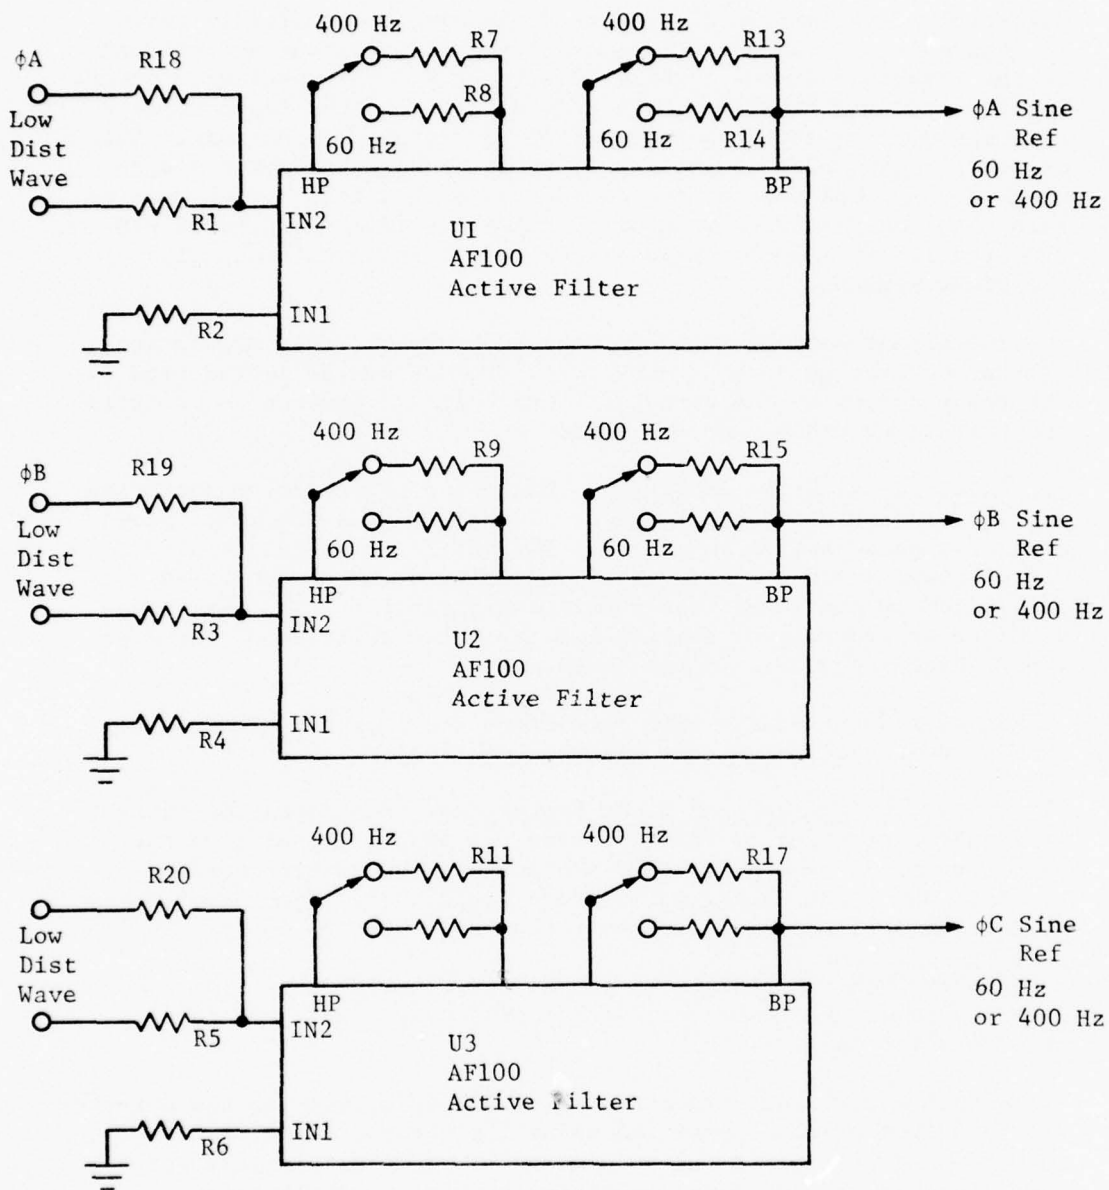 400 Hz
R7
400 Hz
R13
ϕA
R18
R8
60 Hz
60 Hz
R14
Low
Dist
Wave
ϕA Sine
Ref
60 Hz
or 400 Hz
HP
BP
R1
IN2
U1
AF100
Active Filter
R2
IN1
400 Hz
R9
400 Hz
R15
ϕB
R19
60 Hz
60 Hz
Low
Dist
Wave
ϕB Sine
Ref
60 Hz
or 400 Hz
HP
BP
R3
IN2
U2
AF100
Active Filter
R4
IN1
400 Hz
R11
400 Hz
R17
R20
Low
Dist
Wave
ϕC Sine
Ref
60 Hz
or 400 Hz
HP
BP
R5
IN2
U3
AF100
Active Filter
R6
IN1